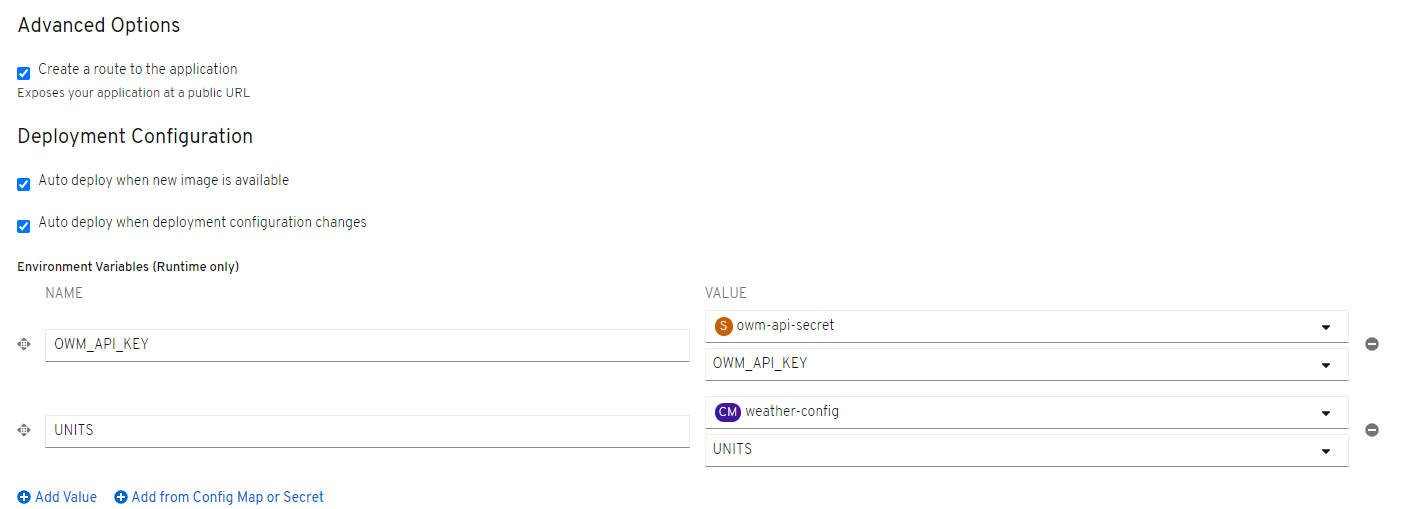 Advanced Options
Create a route to the application
Exposes your application at a public URL
Deployment Configuration
Auto deploy when new image is available
Auto deploy when deployment configuration changes
Environment Variables (Runtime only)
NAME VALUE
OWM_API_KEY
S owm-api-secret
OWM_API_KEY
UNITS
CM weather-config
UNITS
Add Value Add from Config Map or Secret